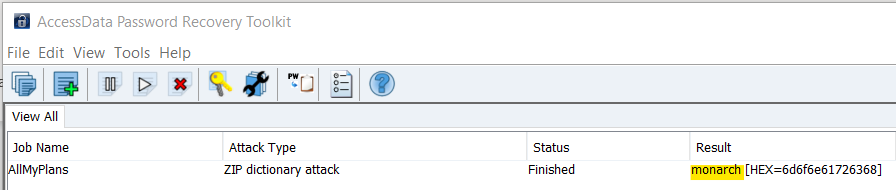 AccessData Password Recovery Toolkit
File Edit View Tools Help
PW
View All
Job Name Attack Type Status Result
AllMyPlans ZIP dictionary attack Finished monarch [HEX=6d6f6e61726368]